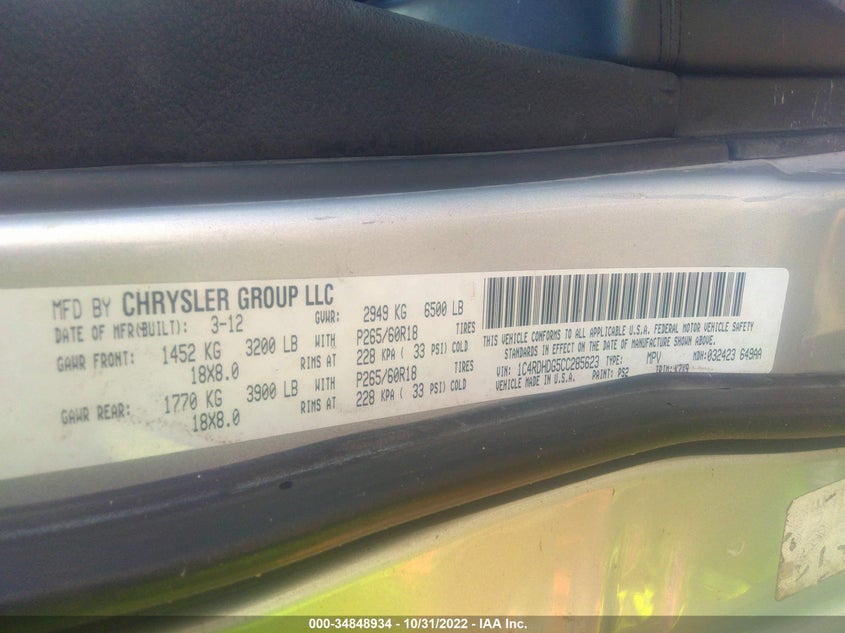 MFD BY CHRYSLER GROUP LLC
DATE OF MFR(BUILT): 3-12 GVWR: 2949 KG 6500 LB
GAWR FRONT: 1452 KG 3200 LB WITH P265/60R18 TIRES
18X8.0 RIMS AT 228 KPA ( 33 PSI) COLD
GAWR REAR: 1770 KG 3900 LB WITH P265/60R18 TIRES
18X8.0 RIMS AT 228 KPA ( 33 PSI) COLD
THIS VEHICLE CONFORMS TO ALL APPLICABLE U.S.A. FEDERAL MOTOR VEHICLE SAFETY
STANDARDS IN EFFECT ON THE DATE OF MANUFACTURE SHOWN ABOVE.
VIN: 1C4RDHDG5CC285623 TYPE: MPV MDH: 032423 649AA
VEHICLE MADE IN U.S.A. PAINT: PS2 TRIM:
000-34848934 - 10/31/2022 - IAA Inc.